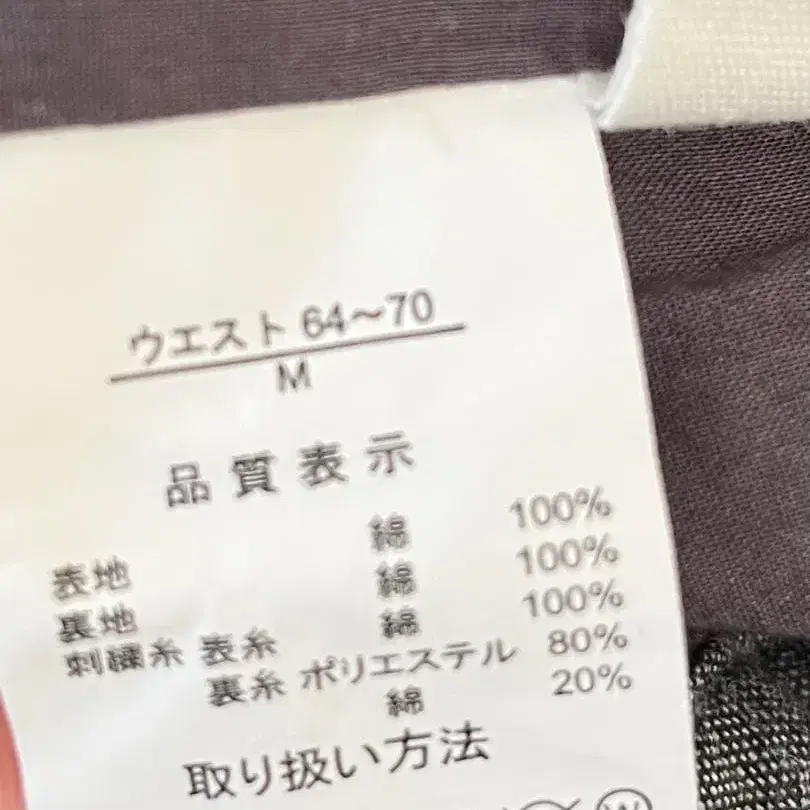 ウエスト 64～70
M
品質表示
表地 綿 100%
裏地 綿 100%
刺繍糸 表糸 綿 100%
裏糸 ポリエステル 80%
綿 20%
取り扱い方法